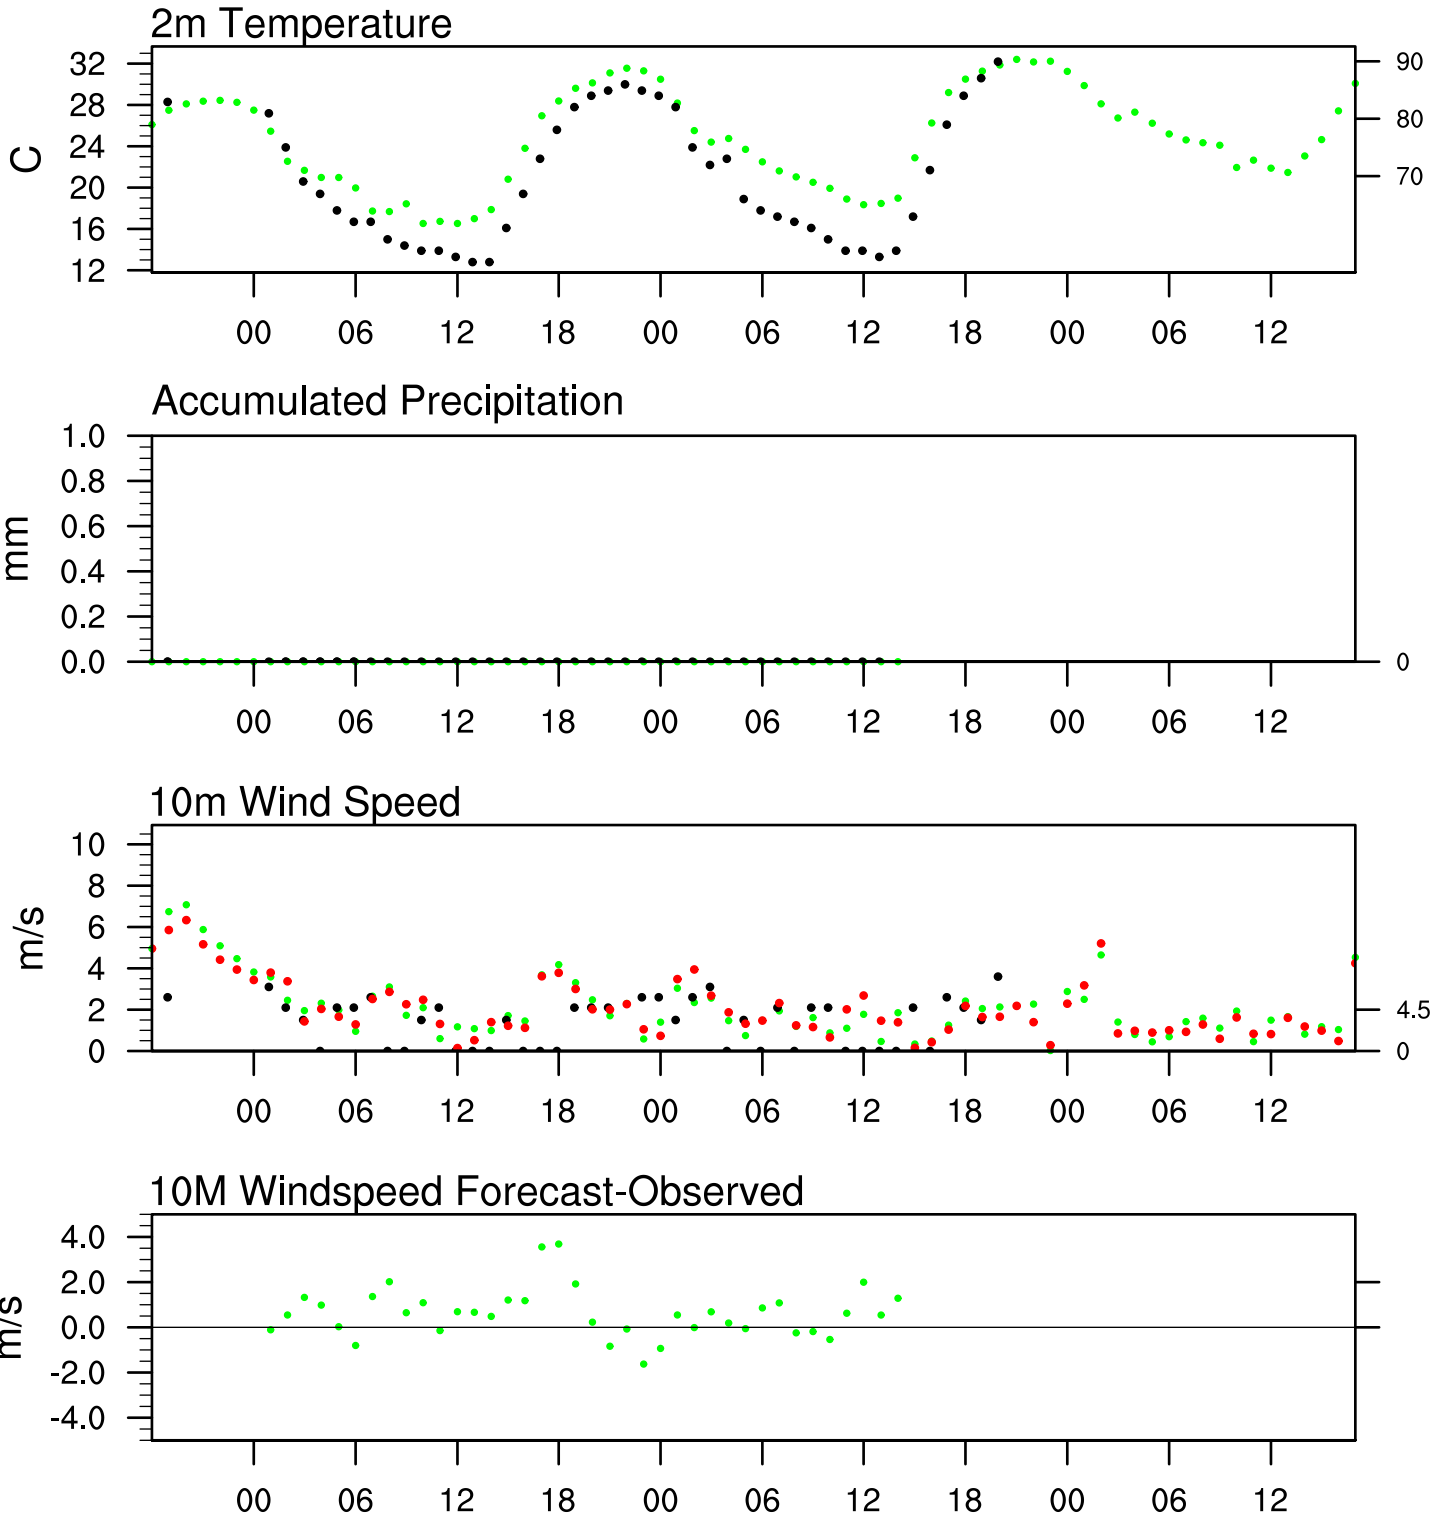 2m Temperature
32
28
24
20
16
12
C
90
80
70
00 06 12 18 00 06 12 18 00 06 12
Accumulated Precipitation
1.0
0.8
0.6
0.4
0.2
0.0
mm
0
00 06 12 18 00 06 12 18 00 06 12
10m Wind Speed
10
8
6
4
2
0
m/s
4.5
0
00 06 12 18 00 06 12 18 00 06 12
10M Windspeed Forecast-Observed
4.0
2.0
0.0
-2.0
-4.0
m/s
00 06 12 18 00 06 12 18 00 06 12